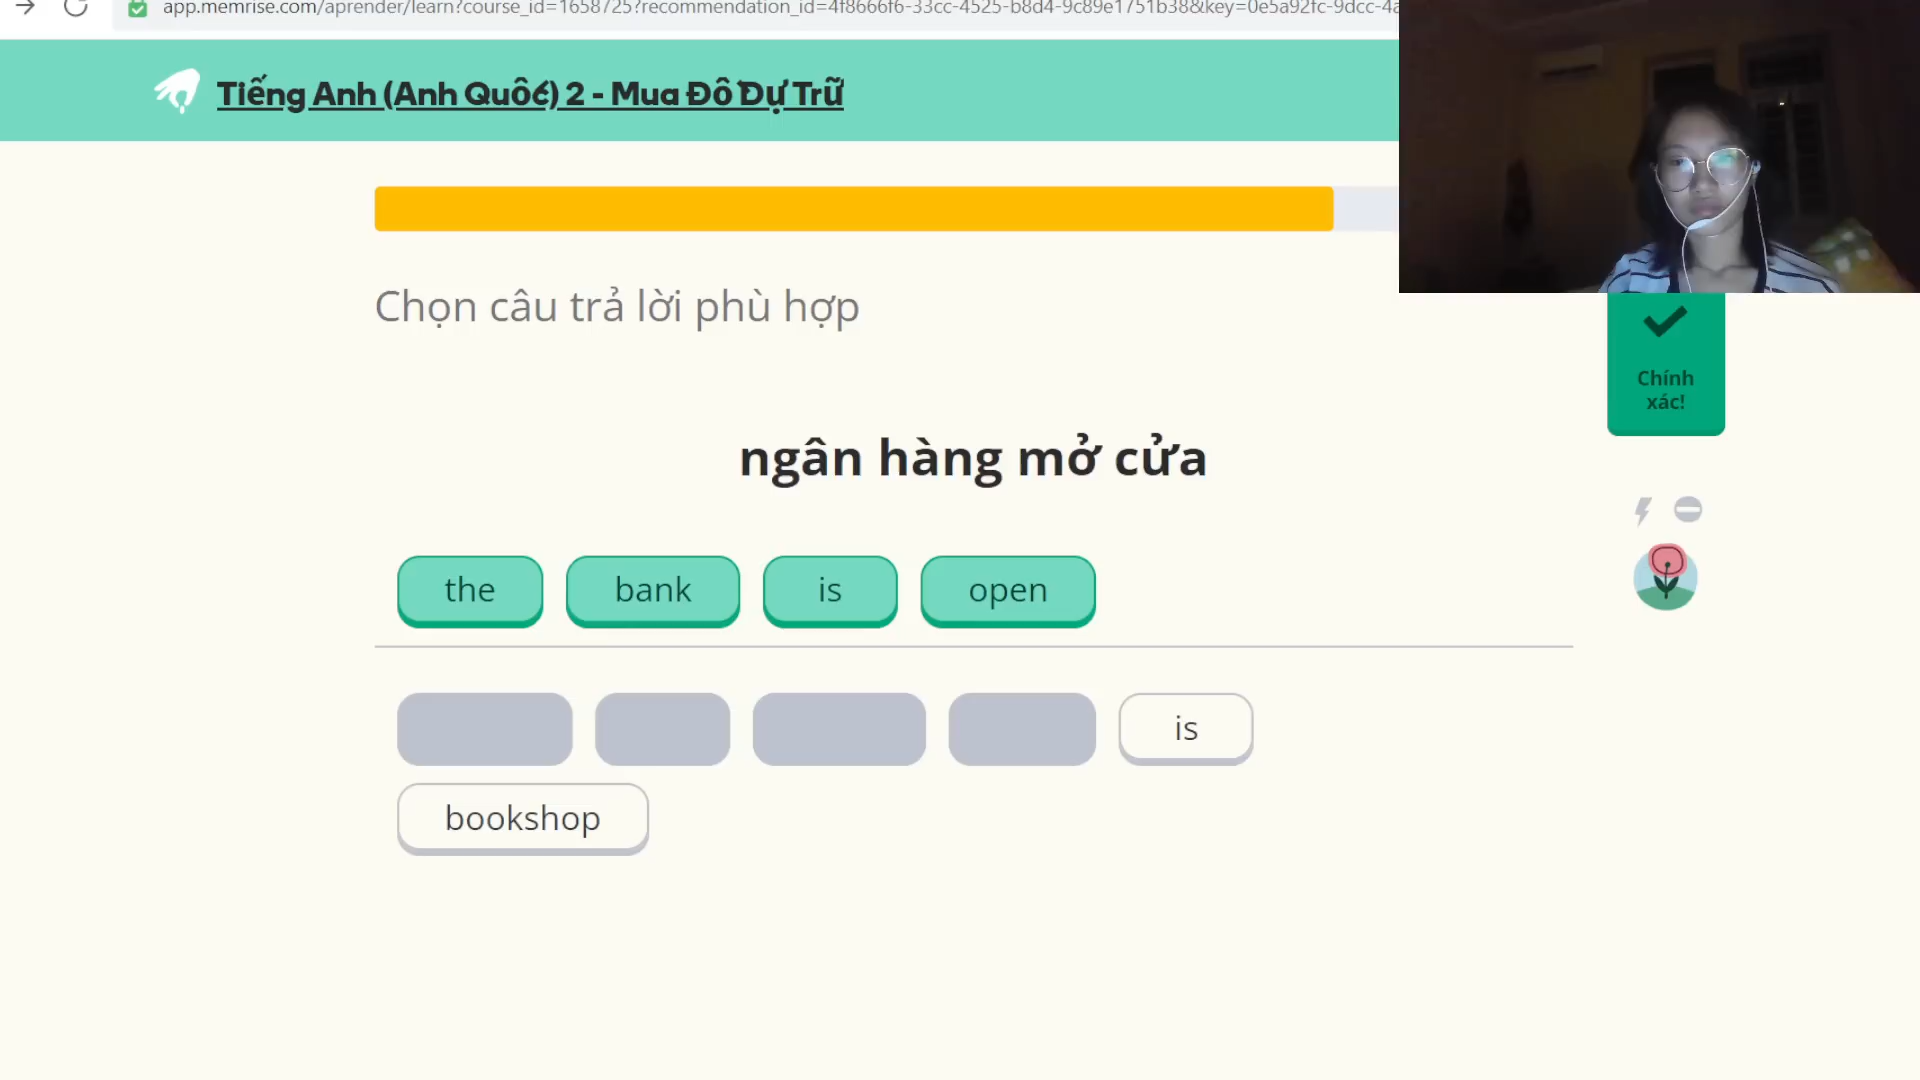 app.memrise.com/aprender/learn?course_id=1658725?recommendation_id=4f8666f6-33cc-4525-b8d4-9c89e1751b38&key=0e5a92fc-9dcc-4a
Tiếng Anh (Anh Quốc) 2 - Mua Đồ Dự Trữ
Chọn câu trả lời phù hợp
Chính
xác!
ngân hàng mở cửa
the bank is open
is
bookshop